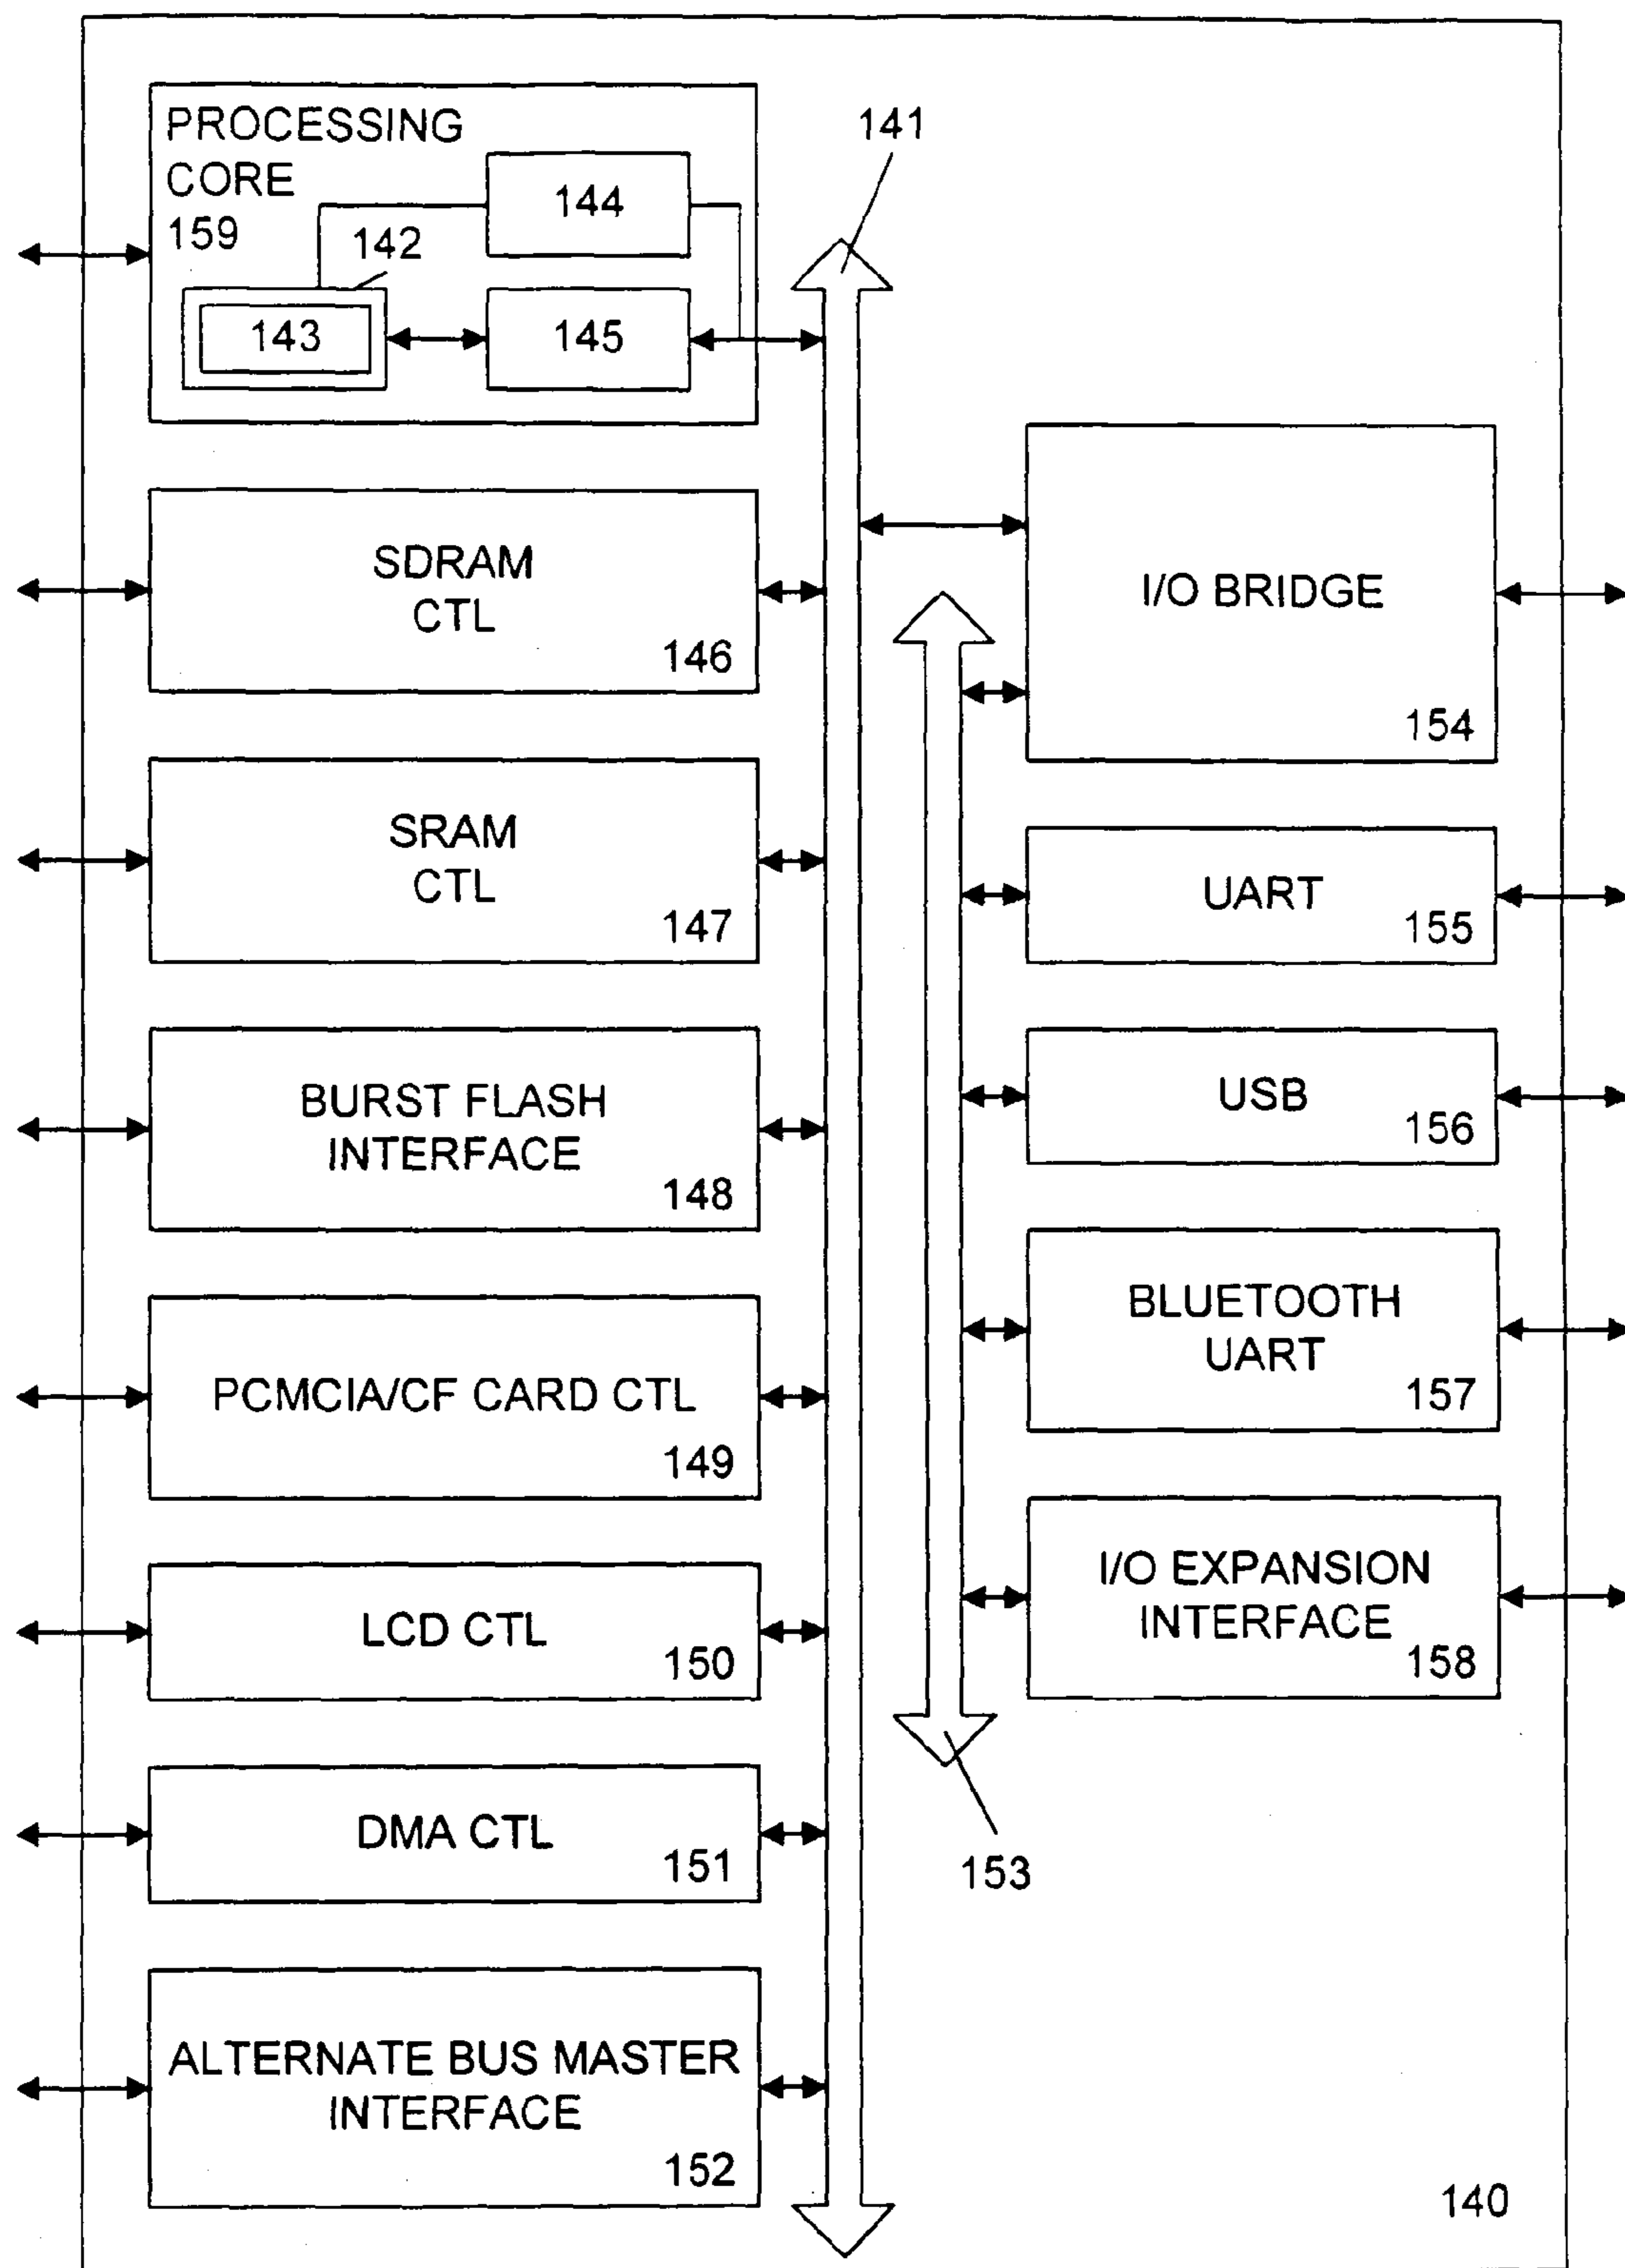 PROCESSING
CORE
159
142
144
143
145
141
SDRAM
CTL
146
SRAM
CTL
147
BURST FLASH
INTERFACE
148
PCMCIA/CF CARD CTL
149
LCD CTL
150
DMA CTL
151
ALTERNATE BUS MASTER
INTERFACE
152
I/O BRIDGE
154
UART
155
USB
156
BLUETOOTH
UART
157
I/O EXPANSION
INTERFACE
158
153
140